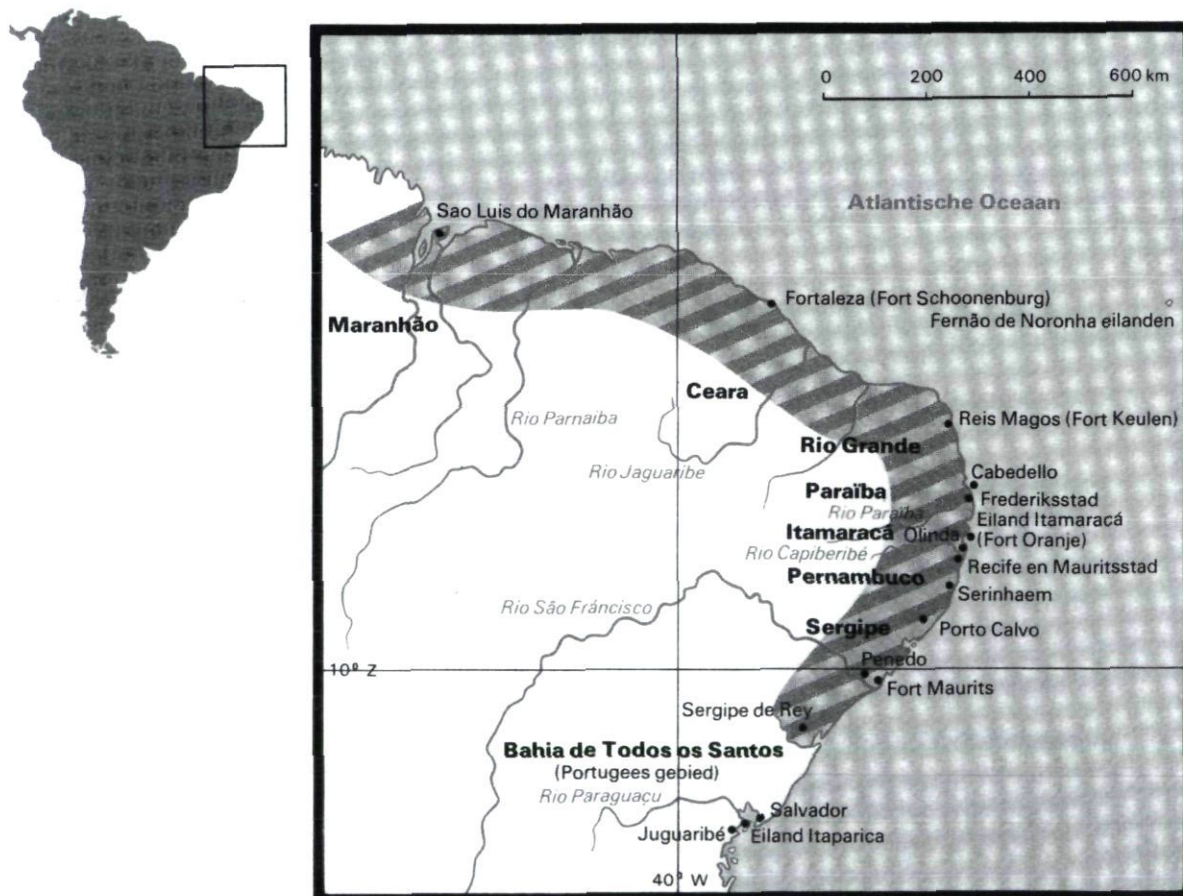 0 200 400 600 km
Atlantische Oceaan
Sao Luis do Maranhão
Fortaleza (Fort Schoonenburg)
Fernão de Noronha eilanden
Maranhão
Ceara
Rio Parnaiba
Reis Magos (Fort Keulen)
Rio Grande
Rio Jaguaribe
Cabedello
Paraïba
Frederiksstad
Rio Paraïba
Eiland Itamaracá
(Fort Oranje)
Itamaracá
Olinda
Rio Capiberibé
Recife en Mauritsstad
Pernambuco
Serinhaem
Rio São Fráncisco
Sergipe
Porto Calvo
10° Z
Penedo
Fort Maurits
Sergipe de Rey
Bahia de Todos os Santos
(Portugees gebied)
Rio Paraguaçu
Salvador
Juguaribé
Eiland Itaparica
40° W